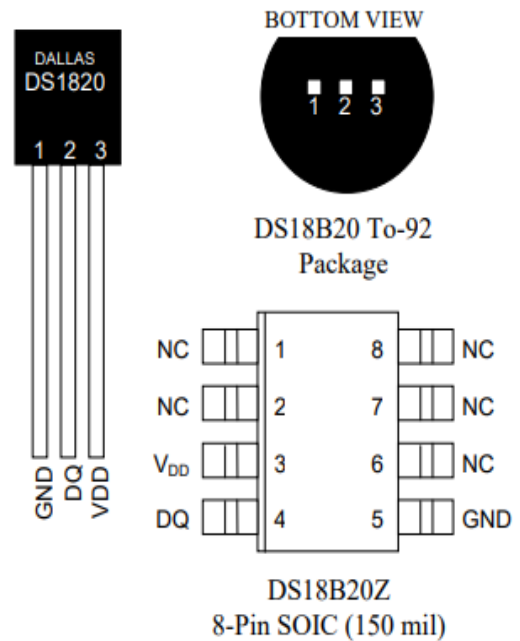 DALLAS
DS1820
1 2 3
GND
DQ
VDD
BOTTOM VIEW
1 2 3
DS18B20 To-92
Package
NC 1 8 NC
NC 2 7 NC
VDD 3 6 NC
DQ 4 5 GND
DS18B20Z
8-Pin SOIC (150 mil)